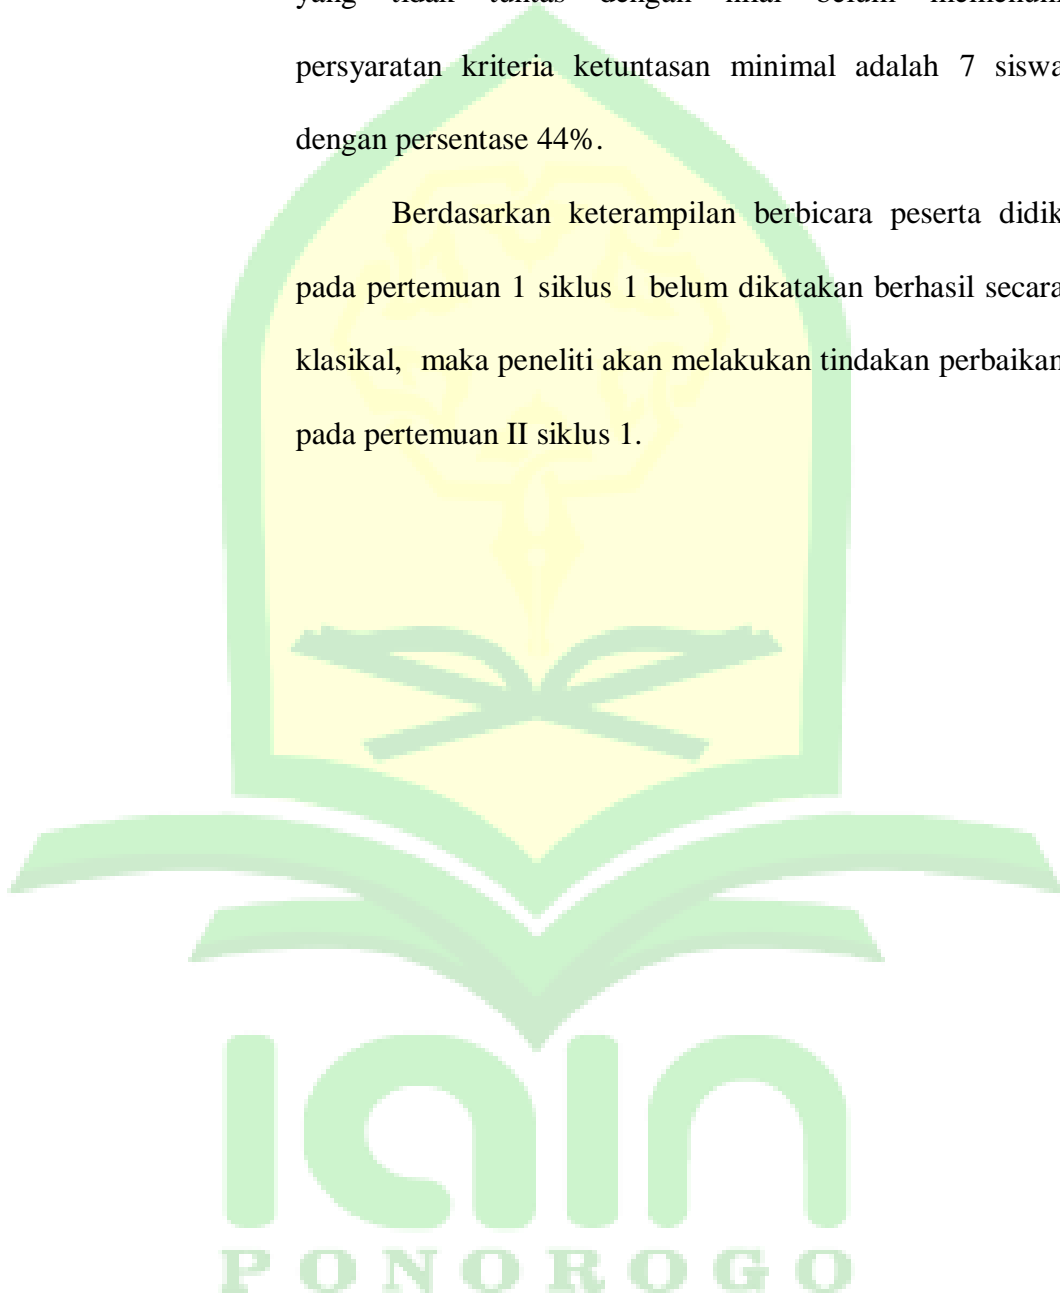 persyaratan kriteria ketuntasan minimal adalah 7 siswa
dengan persentase 44%.
Berdasarkan keterampilan berbicara peserta didik
pada pertemuan 1 siklus 1 belum dikatakan berhasil secara
klasikal, maka peneliti akan melakukan tindakan perbaikan
pada pertemuan II siklus 1.
iain
PONOROGO